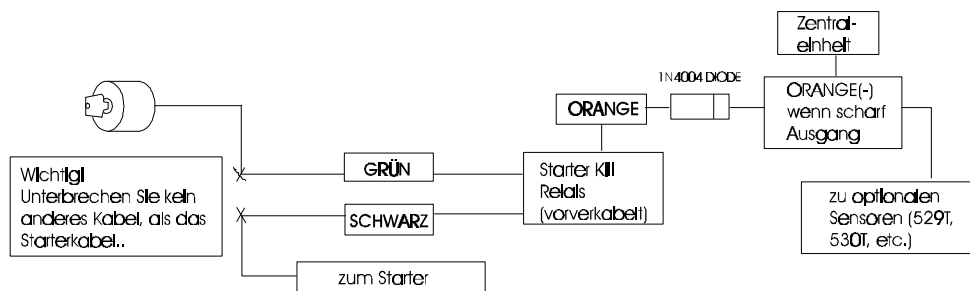 Zentral-
einheit
1N4004 DIODE
ORANGE
ORANGE(-)
wenn scharf
Ausgang
Wichtig!
Unterbrechen Sie kein
anderes Kabel, als das
Starterkabel..
GRÜN
SCHWARZ
Starter Kill
Relais
(vorverkabelt)
zu optionalen
Sensoren (529T,
530T, etc.)
zum Starter